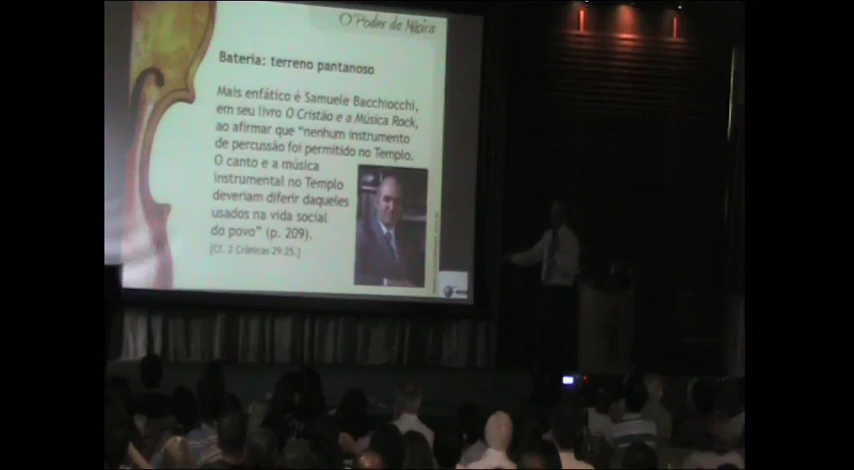 O Poder da Música
Bateria: terreno pantanoso
Mais enfático é Samuele Bacchiocchi,
em seu livro O Cristão e a Música Rock,
ao afirmar que “nenhum instrumento
de percussão foi permitido no Templo.
O canto e a música
instrumental no Templo
deveriam diferir daqueles
usados na vida social
do povo” (p. 209).
[Cf. 2 Crônicas 29:25.]